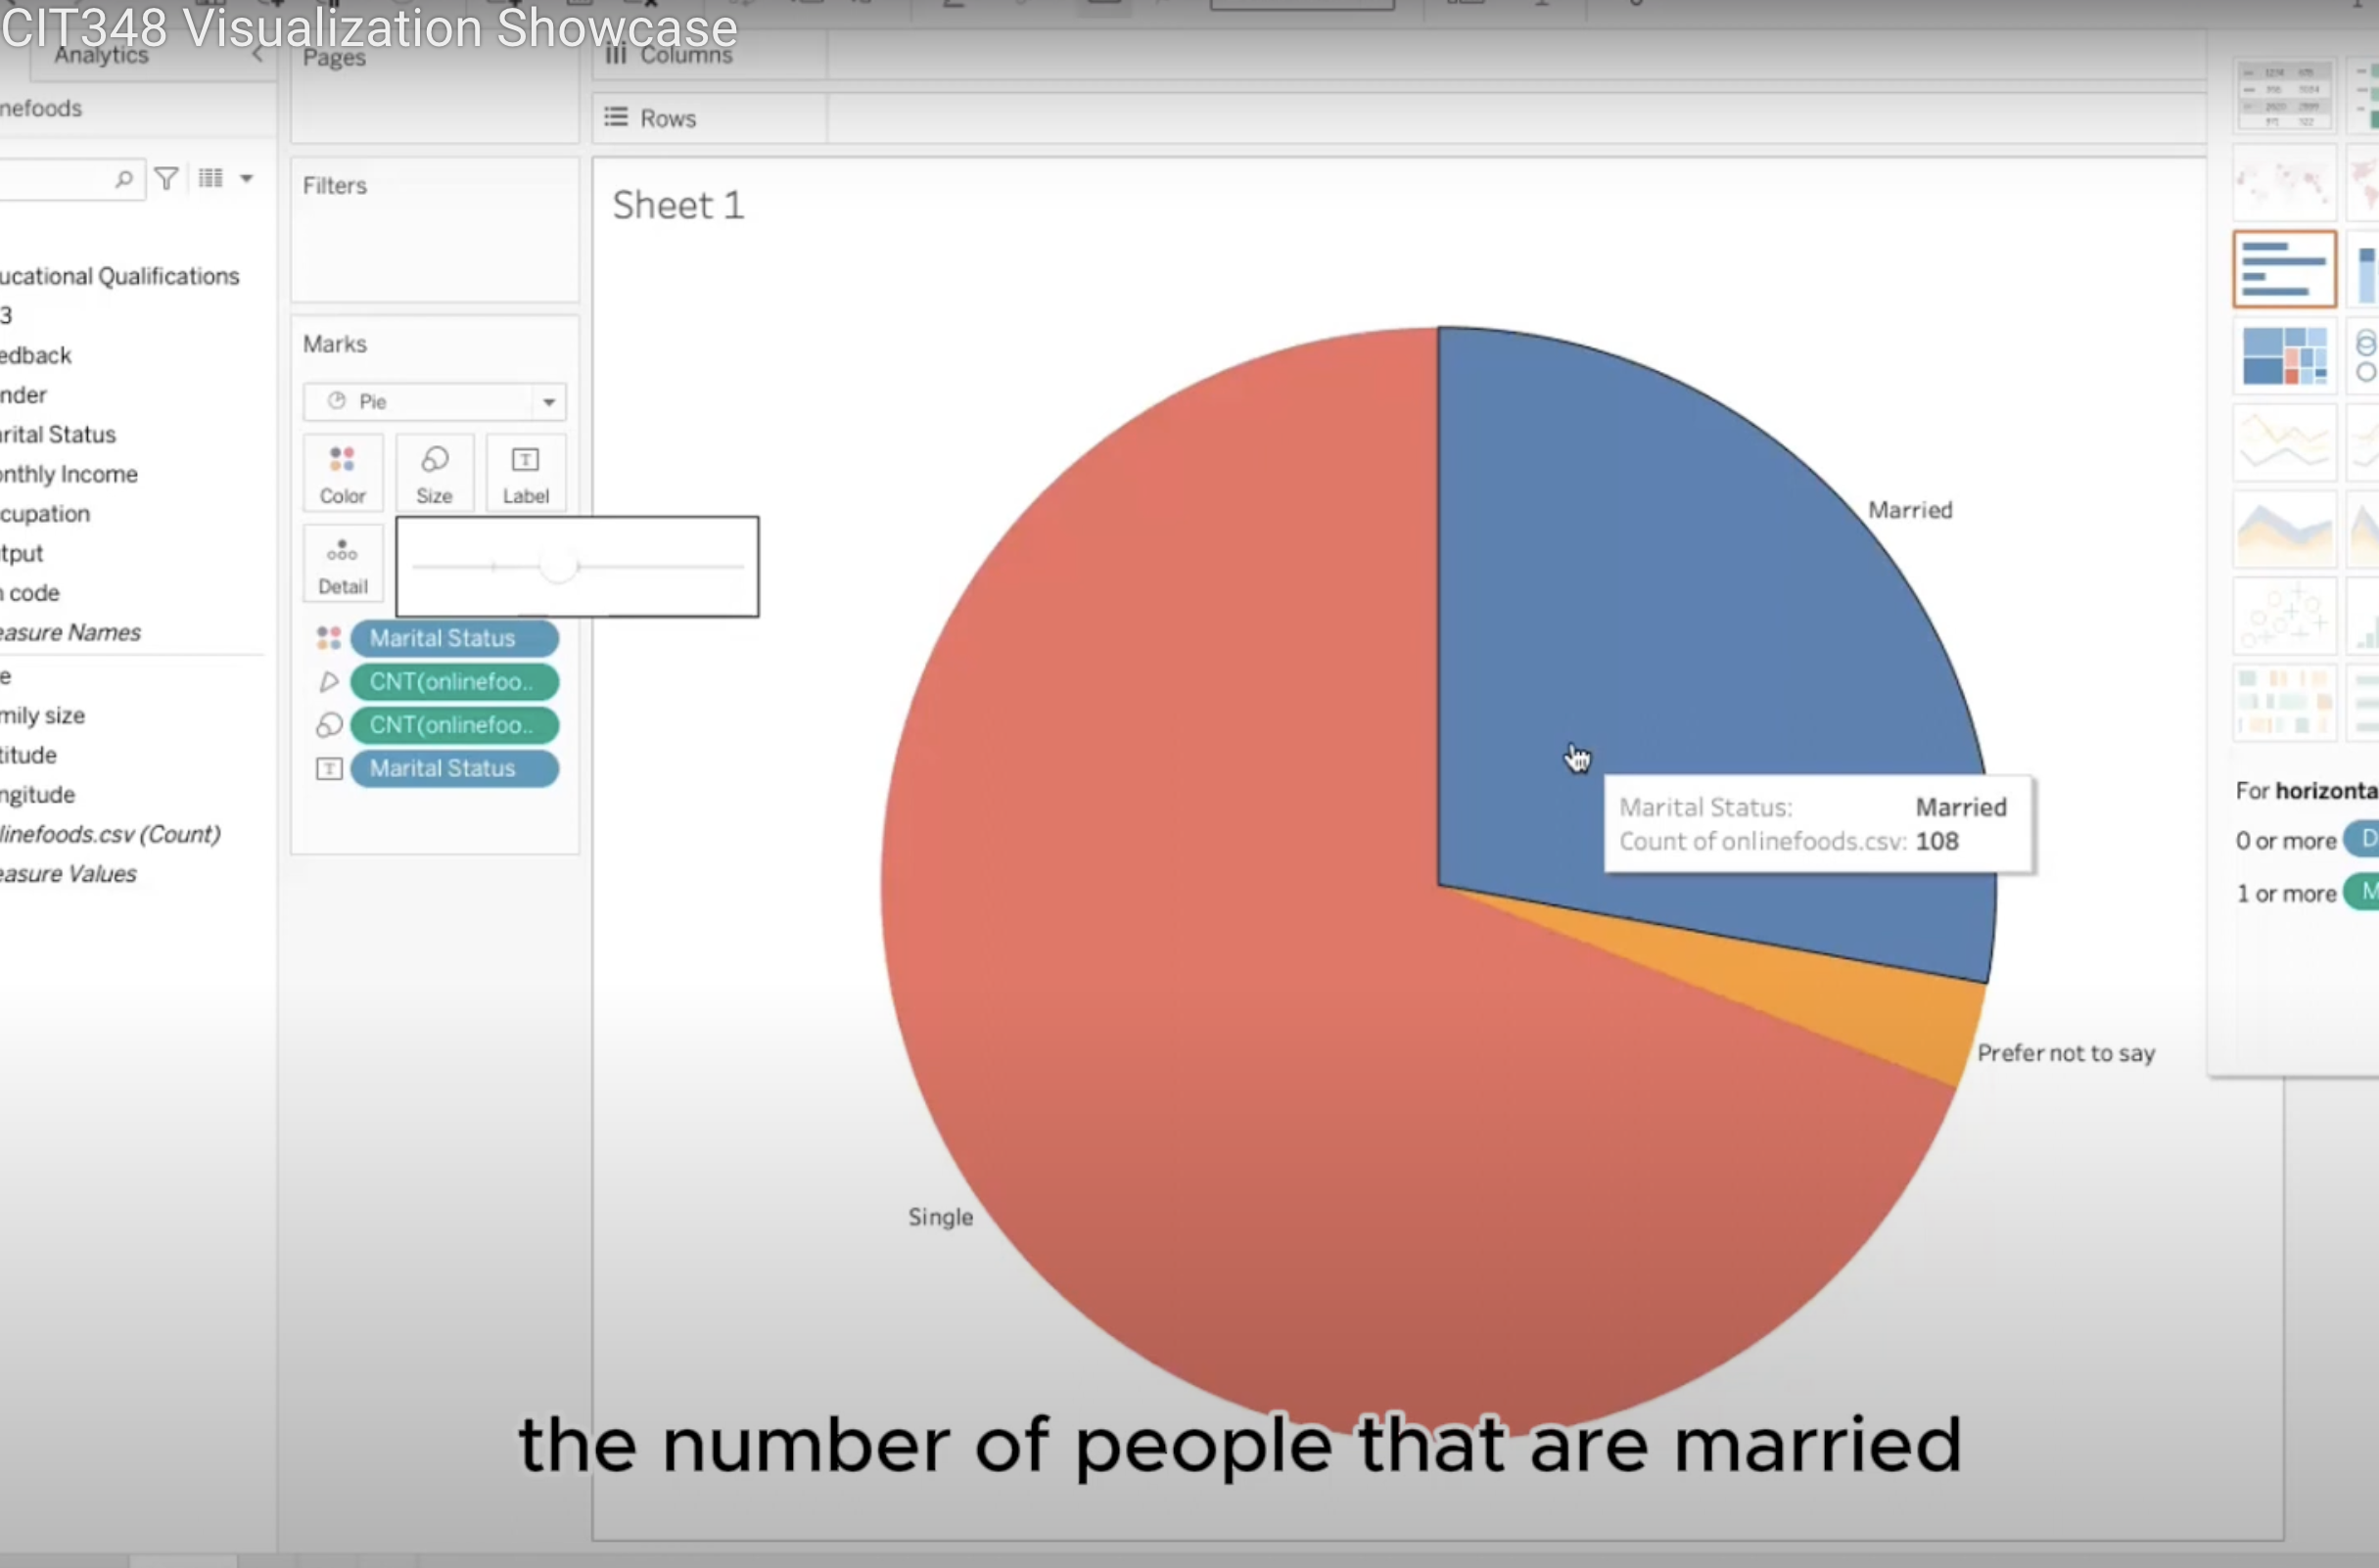 CIT348 Visualization Showcase
Analytics
Pages
Columns
nefoods
Rows
Filters
Sheet 1
ucational Qualifications
3
edback
nder
rital Status
onthly Income
cupation
tput
code
easure Names
e
mily size
titude
ngitude
linefoods.csv (Count)
easure Values
Marks
Pie
Color
Size
Label
Detail
Marital Status
CNT(onlinefoo..
CNT(onlinefoo..
Marital Status
Married
Marital Status: Married
Count of onlinefoods.csv: 108
Prefer not to say
Single
For horizonta
0 or more D
1 or more M
the number of people that are married